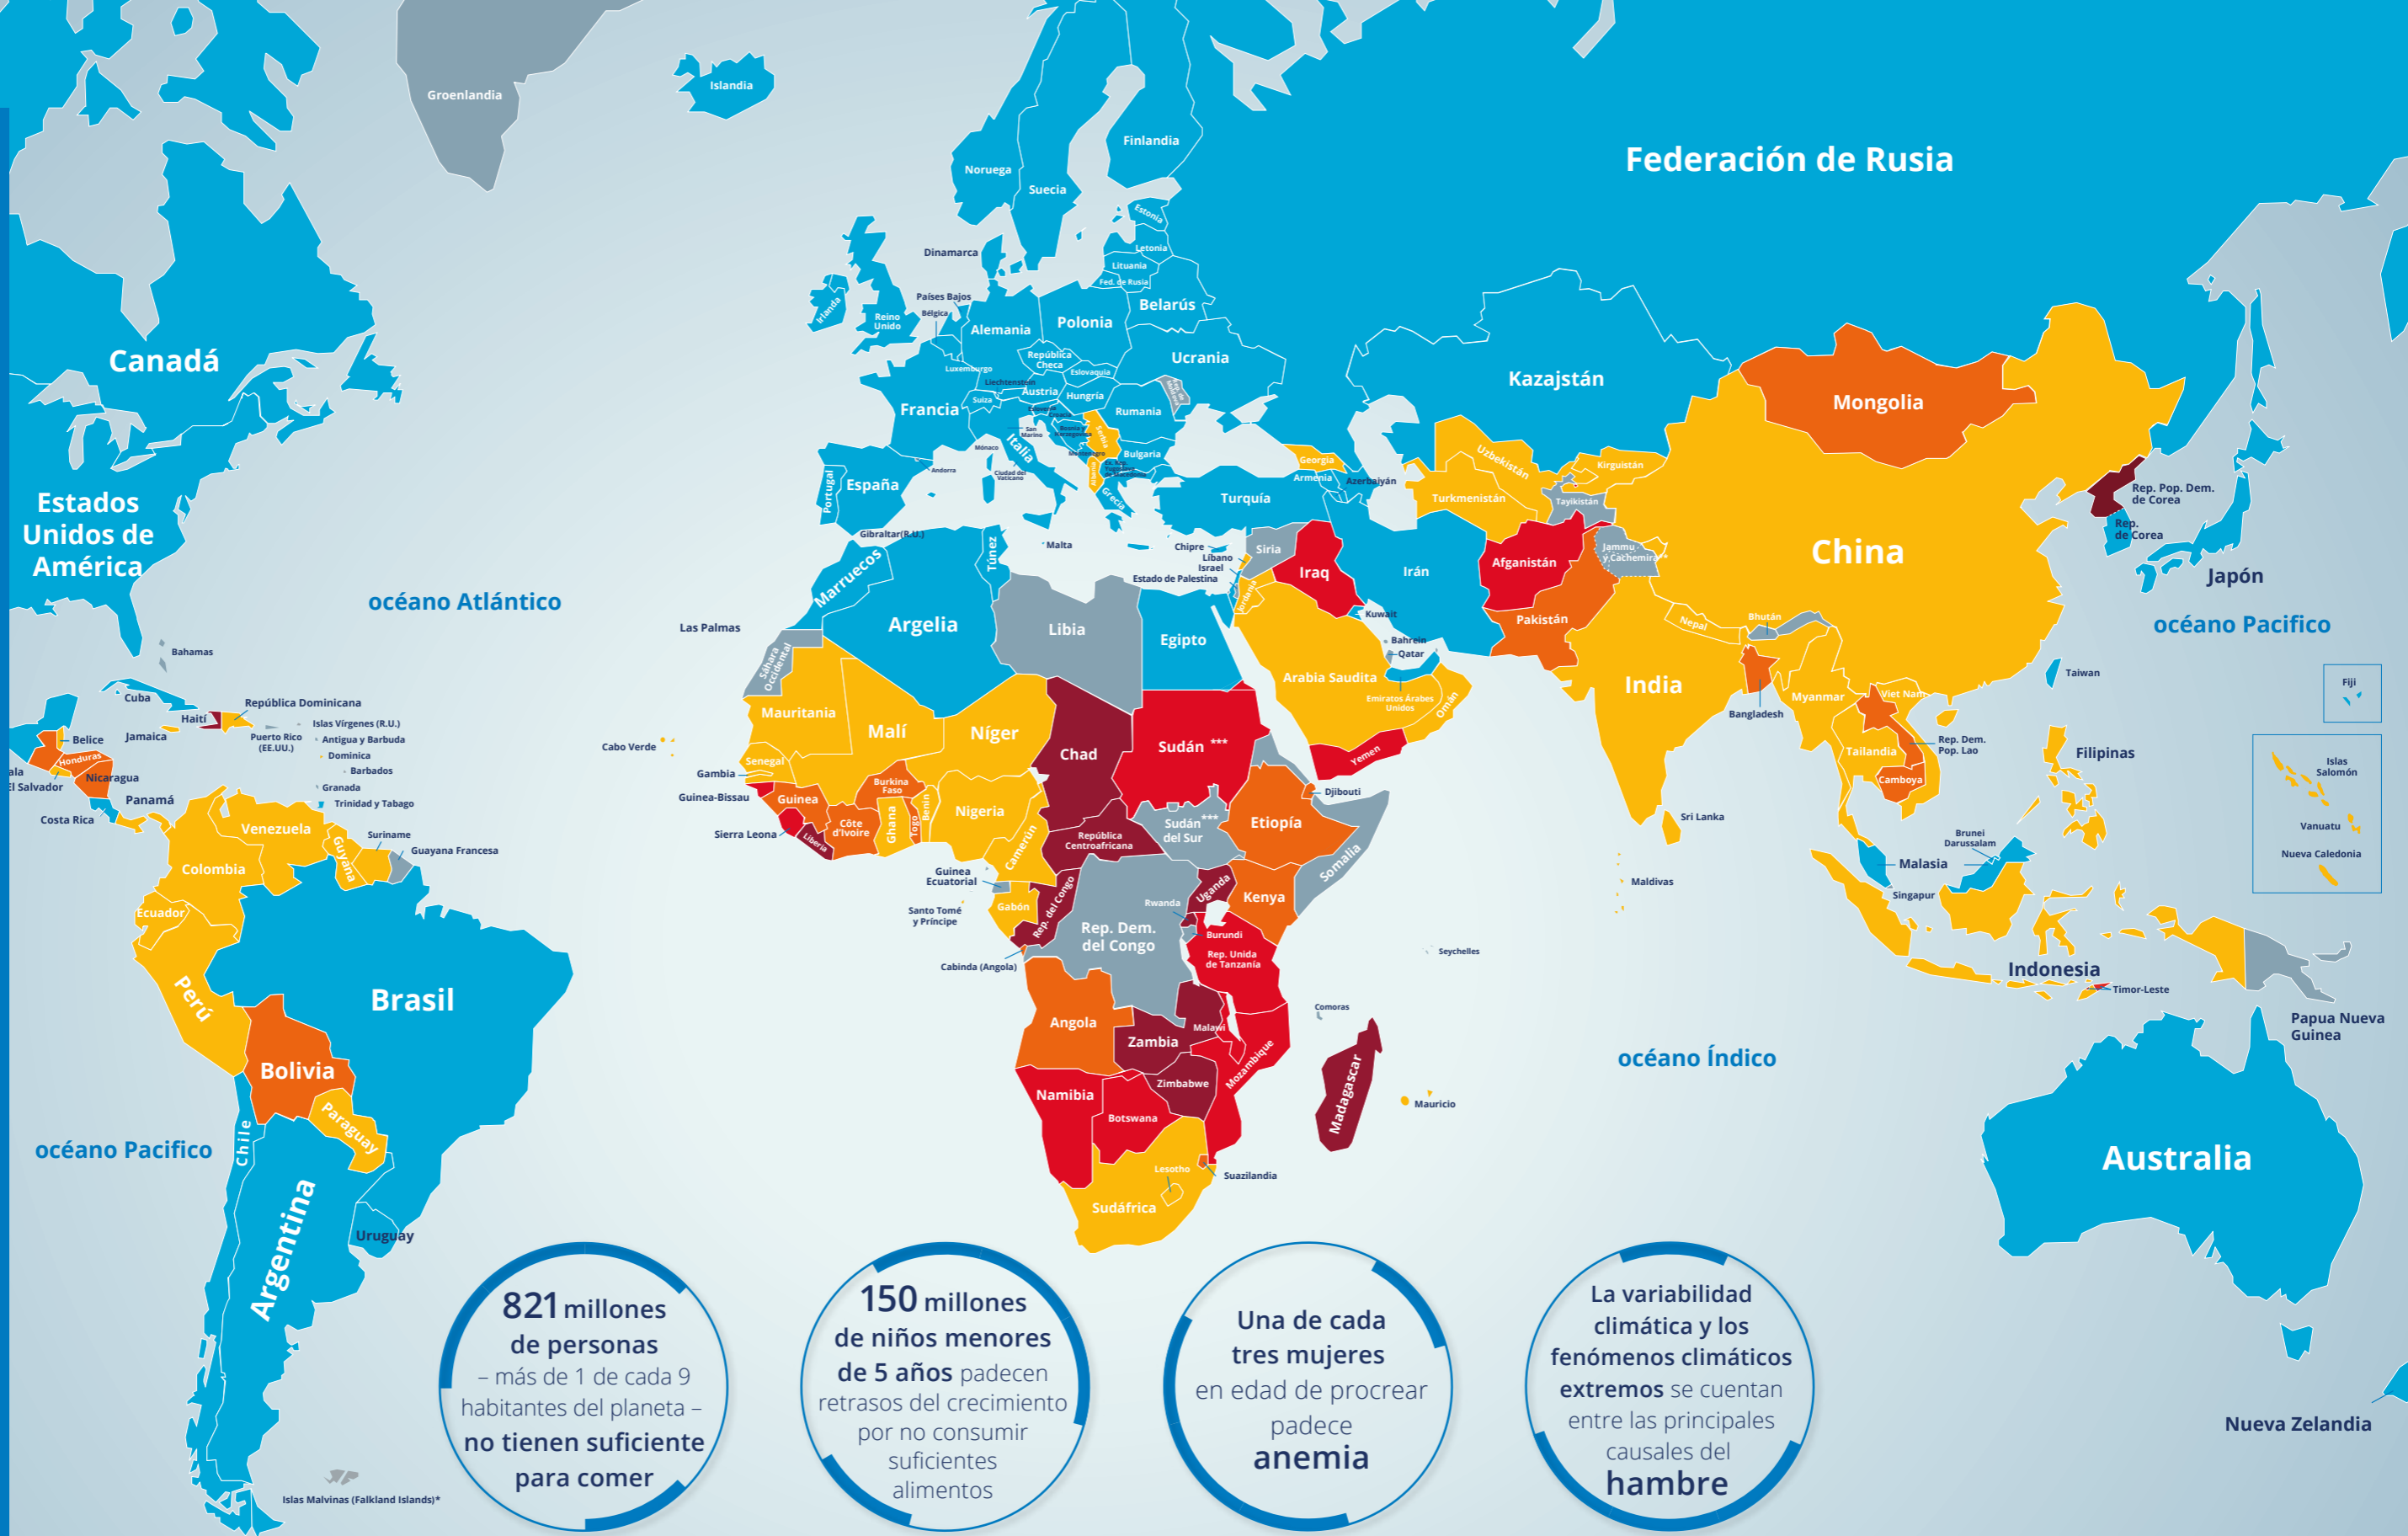 Groenlandia
Islandia
Finlandia
Noruega
Suecia
Federación de Rusia
Estonia
Letonia
Lituania
Fed. de Rusia
Dinamarca
Países Bajos
Bélgica
Irlanda
Reino
Unido
Belarús
Alemania
Polonia
República
Checa
Ucrania
Luxemburgo
Eslovaquia
Liechtenstein
Austria
Hungría
Suiza
Francia
Rumania
San
Marino
Mónaco
Italia
Serbia
Montenegro
Bulgaria
Andorra
Ciudad del
Vaticano
Albania
Grecia
Portugal
España
Gibraltar(R.U.)
Malta
Turquía
Georgia
Armenia
Azerbaiyán
Kazajstán
Uzbekistán
Kirguistán
Turkmenistán
Tayikistán
Mongolia
China
Rep. Pop. Dem.
de Corea
Rep.
de Corea
Japón
océano Pacifico
Canadá
Estados
Unidos de
América
océano Atlántico
Las Palmas
Marruecos
Túnez
Argelia
Libia
Egipto
Chipre
Líbano
Israel
Estado de Palestina
Siria
Iraq
Jordania
Irán
Afganistán
Jammu
y Cachemira**
Pakistán
Kuwait
Bahrein
Qatar
Arabia Saudita
Emiratos Árabes
Unidos
Omán
Yemen
Nepal
Bhután
India
Bangladesh
Myanmar
Viet Nam
Tailandia
Rep. Dem.
Pop. Lao
Camboya
Taiwan
Filipinas
Fiji
Islas
Salomón
Vanuatu
Nueva Caledonia
Sri Lanka
Maldivas
Brunei
Darussalam
Malasia
Singapur
Indonesia
Timor-Leste
Papua Nueva
Guinea
Bahamas
Cuba
Haití
República Dominicana
Jamaica
Puerto Rico
(EE.UU.)
Islas Vírgenes (R.U.)
Antigua y Barbuda
Dominica
Barbados
Granada
Trinidad y Tabago
Belice
Honduras
ala
El Salvador
Nicaragua
Panamá
Costa Rica
Venezuela
Suriname
Guyana
Guayana Francesa
Colombia
Ecuador
Perú
Brasil
Bolivia
Paraguay
Chile
Argentina
Uruguay
océano Pacifico
Islas Malvinas (Falkland Islands)*
Sáhara
Occidental
Mauritania
Malí
Níger
Chad
Sudán ***
Cabo Verde
Senegal
Gambia
Guinea-Bissau
Guinea
Sierra Leona
Liberia
Burkina
Faso
Côte
d'Ivoire
Ghana
Togo
Benin
Nigeria
Camerún
República
Centroafricana
Sudán ***
del Sur
Etiopía
Djibouti
Somalia
Guinea
Ecuatorial
Santo Tomé
y Príncipe
Gabón
Rep. del Congo
Rep. Dem.
del Congo
Uganda
Rwanda
Kenya
Burundi
Rep. Unida
de Tanzanía
Cabinda (Angola)
Seychelles
Comoras
Angola
Zambia
Malawi
Mozambique
Zimbabwe
Namibia
Botswana
Madagascar
Mauricio
Lesotho
Suazilandia
Sudáfrica
océano Índico
Australia
Nueva Zelandia
821 millones
de personas
– más de 1 de cada 9
habitantes del planeta –
no tienen suficiente
para comer
150 millones
de niños menores
de 5 años padecen
retrasos del crecimiento
por no consumir
suficientes
alimentos
Una de cada
tres mujeres
en edad de procrear
padece
anemia
La variabilidad
climática y los
fenómenos climáticos
extremos se cuentan
entre las principales
causales del
hambre